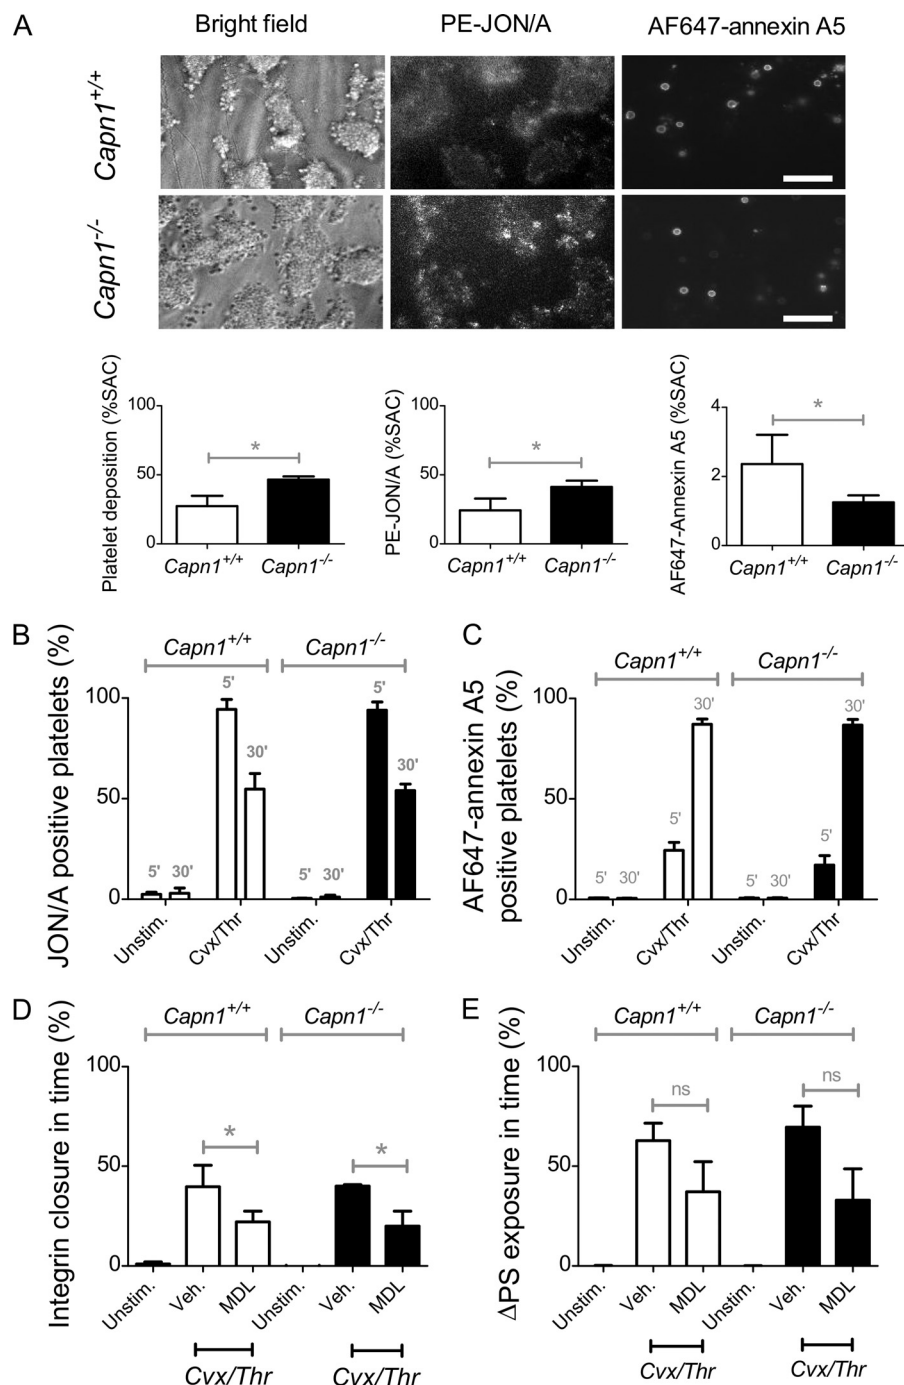 A
Bright field
PE-JON/A
AF647-annexin A5
Capn1+/+
Capn1-/-
Platelet deposition (%SAC)
100
50
0
*
Capn1+/+
Capn1-/-
PE-JON/A (%SAC)
100
50
0
*
Capn1+/+
Capn1-/-
AF647-Annexin A5 (%SAC)
4
2
0
*
Capn1+/+
Capn1-/-
B
JON/A positive platelets (%)
Capn1+/+
Capn1-/-
100
50
0
5'
30'
5'
30'
5'
30'
5'
30'
Unstim.
Cvx/Thr
Unstim.
Cvx/Thr
C
AF647-annexin A5
positive platelets (%)
Capn1+/+
Capn1-/-
100
50
0
5'
30'
5'
30'
5'
30'
5'
30'
Unstim.
Cvx/Thr
Unstim.
Cvx/Thr
D
Integrin closure in time (%)
Capn1+/+
Capn1-/-
100
50
0
*
*
Unstim.
Veh.
MDL
Unstim.
Veh.
MDL
Cvx/Thr
Cvx/Thr
E
ΔPS exposure in time (%)
Capn1+/+
Capn1-/-
100
50
0
ns
ns
Unstim.
Veh.
MDL
Unstim.
Veh.
MDL
Cvx/Thr
Cvx/Thr